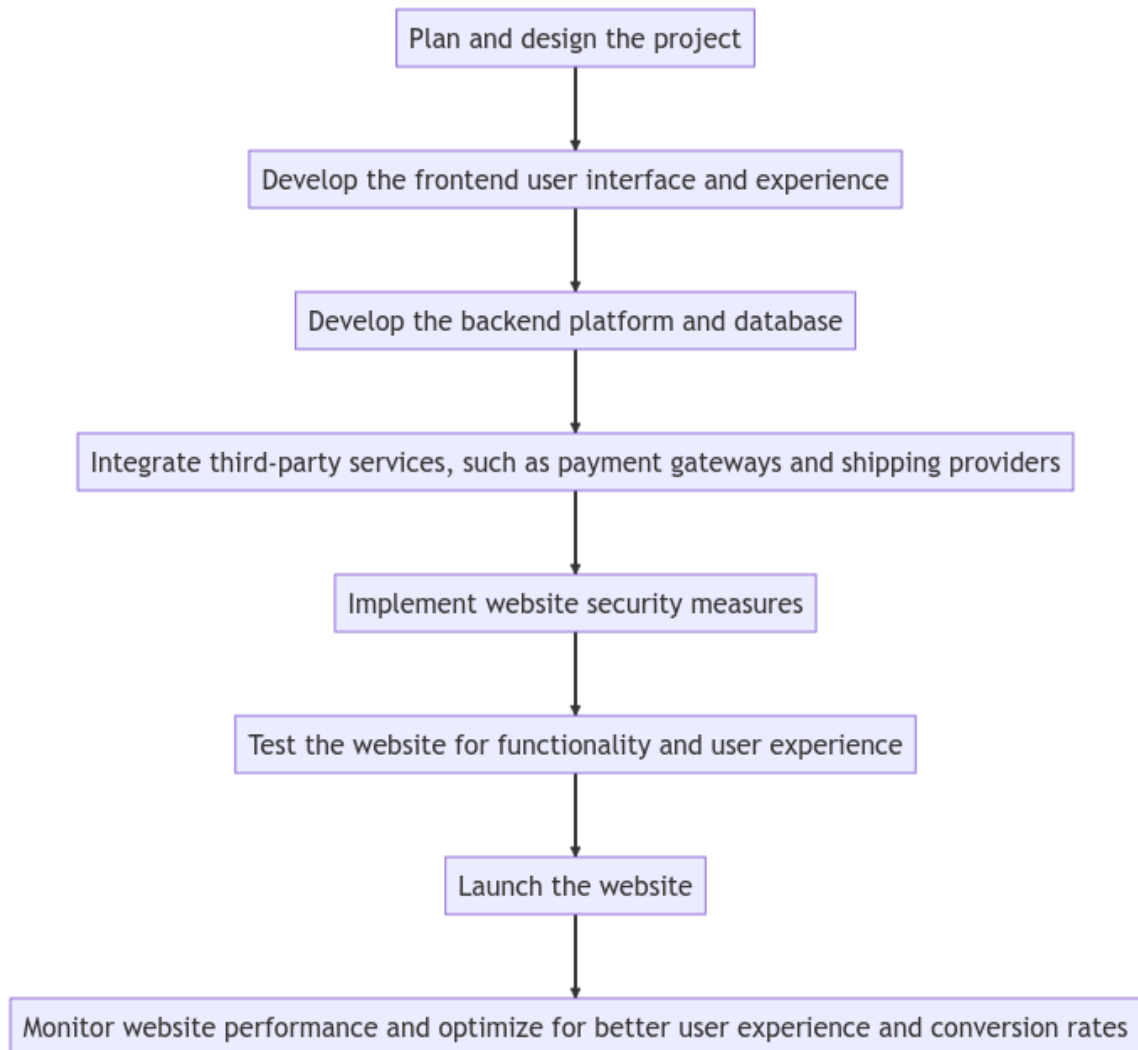 Plan and design the project
Develop the frontend user interface and experience
Develop the backend platform and database
Integrate third-party services, such as payment gateways and shipping providers
Implement website security measures
Test the website for functionality and user experience
Launch the website
Monitor website performance and optimize for better user experience and conversion rates